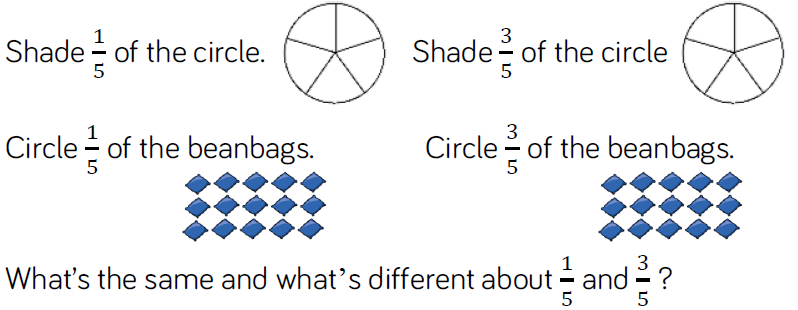 Shade 1/5 of the circle.
Shade 3/5 of the circle
Circle 1/5 of the beanbags.
Circle 3/5 of the beanbags.
What's the same and what's different about 1/5 and 3/5 ?